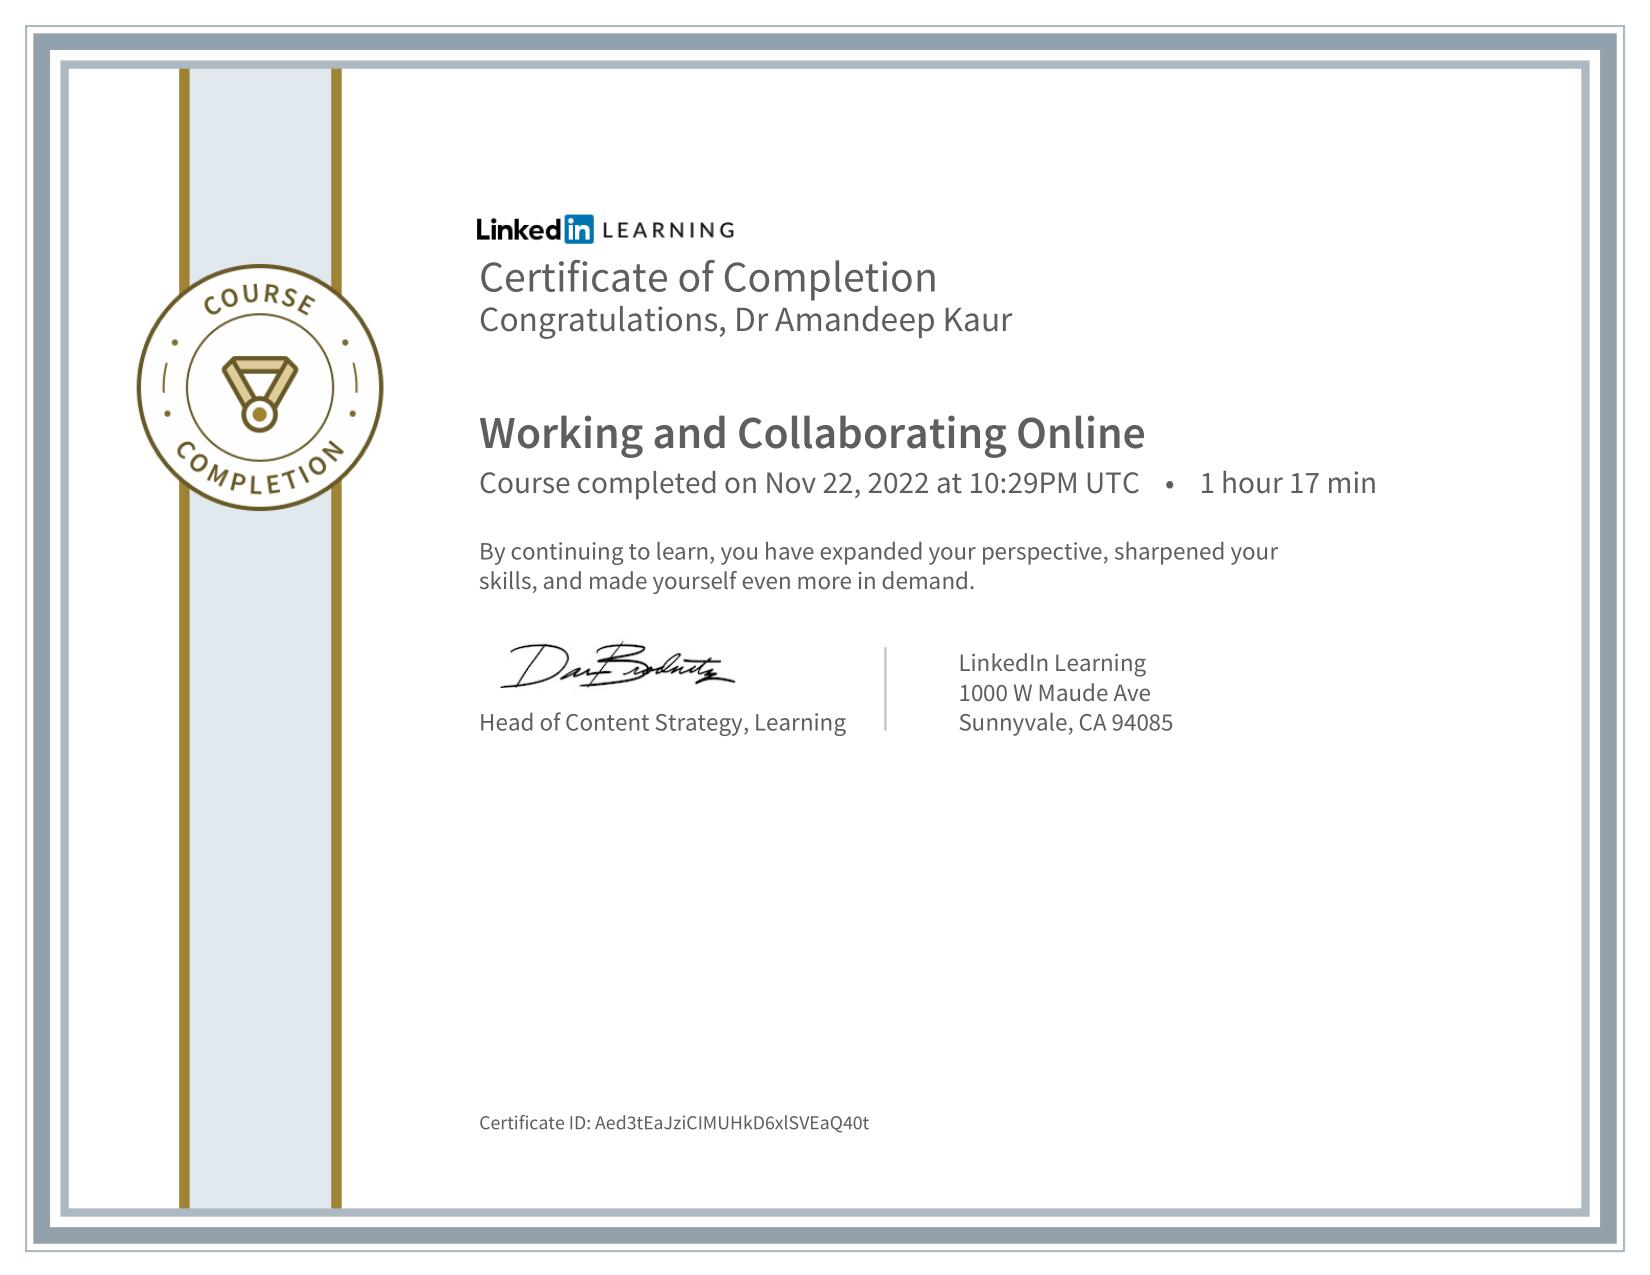 COURSE
COMPLETION
Linked in LEARNING
Certificate of Completion
Congratulations, Dr Amandeep Kaur
Working and Collaborating Online
Course completed on Nov 22, 2022 at 10:29PM UTC • 1 hour 17 min
By continuing to learn, you have expanded your perspective, sharpened your
skills, and made yourself even more in demand.
Dan Brodnitz
Head of Content Strategy, Learning
LinkedIn Learning
1000 W Maude Ave
Sunnyvale, CA 94085
Certificate ID: Aed3tEaJziCIMUHkD6xlSVEaQ40t